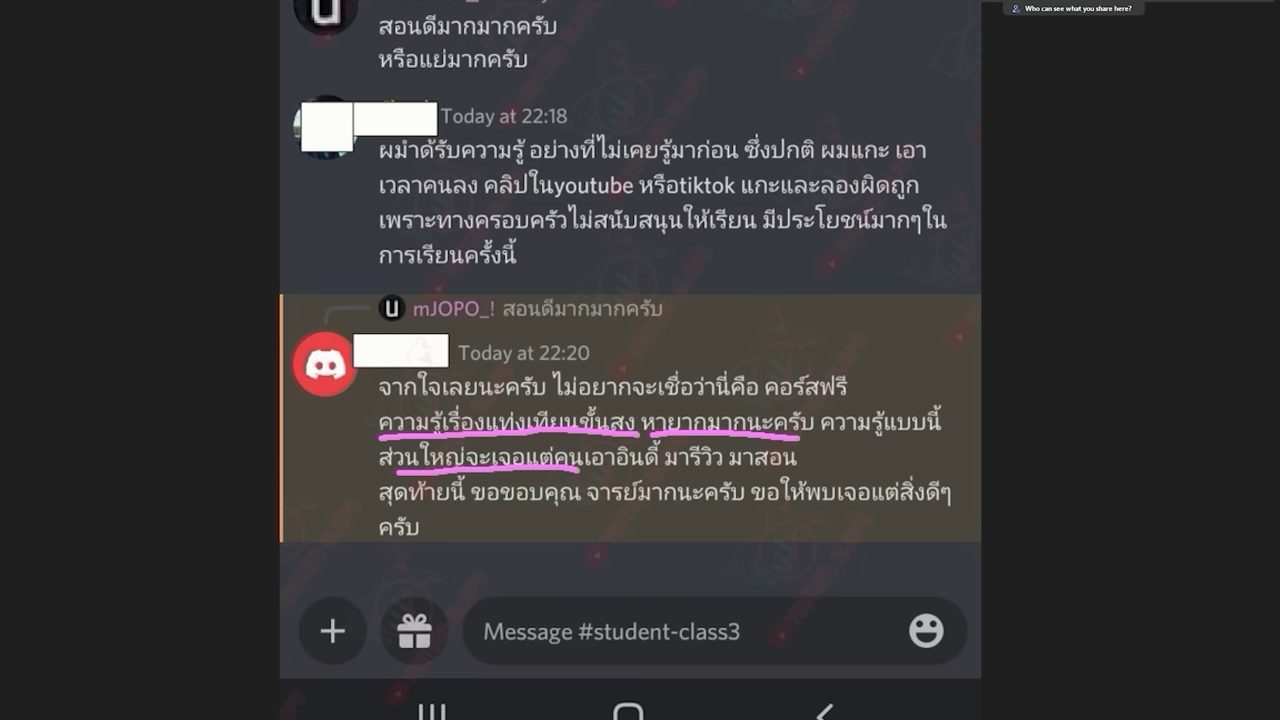 Who can see what you share here?
สอนดีมากมากครับ
หรือแย่มากครับ
Today at 22:18
ผมำด้รับความรู้ อย่างที่ไม่เคยรู้มาก่อน ซึ่งปกติ ผมแกะ เอา
เวลาคนลง คลิปในyoutube หรือtiktok แกะและลองผิดถูก
เพราะทางครอบครัวไม่สนับสนุนให้เรียน มีประโยชน์มากๆใน
การเรียนครั้งนี้
mJOPO_! สอนดีมากมากครับ
Today at 22:20
จากใจเลยนะครับ ไม่อยากจะเชื่อว่านี่คือ คอร์สฟรี
ความรู้เรื่องแท่งเทียนขั้นสูง หายากมากนะครับ ความรู้แบบนี้
ส่วนใหญ่จะเจอแต่คนเอาอินดี้ มารีวิว มาสอน
สุดท้ายนี้ ขอขอบคุณ จารย์มากนะครับ ขอให้พบเจอแต่สิ่งดีๆ
ครับ
Message #student-class3